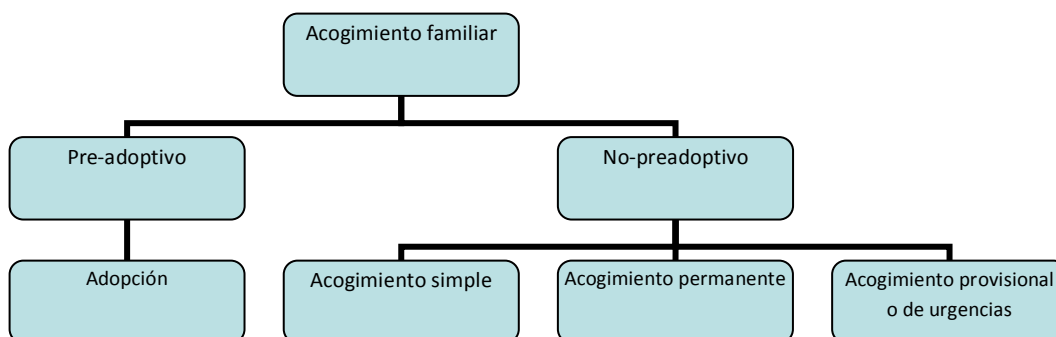 Acogimiento familiar
Pre-adoptivo
No-preadoptivo
Adopción
Acogimiento simple
Acogimiento permanente
Acogimiento provisional
o de urgencias